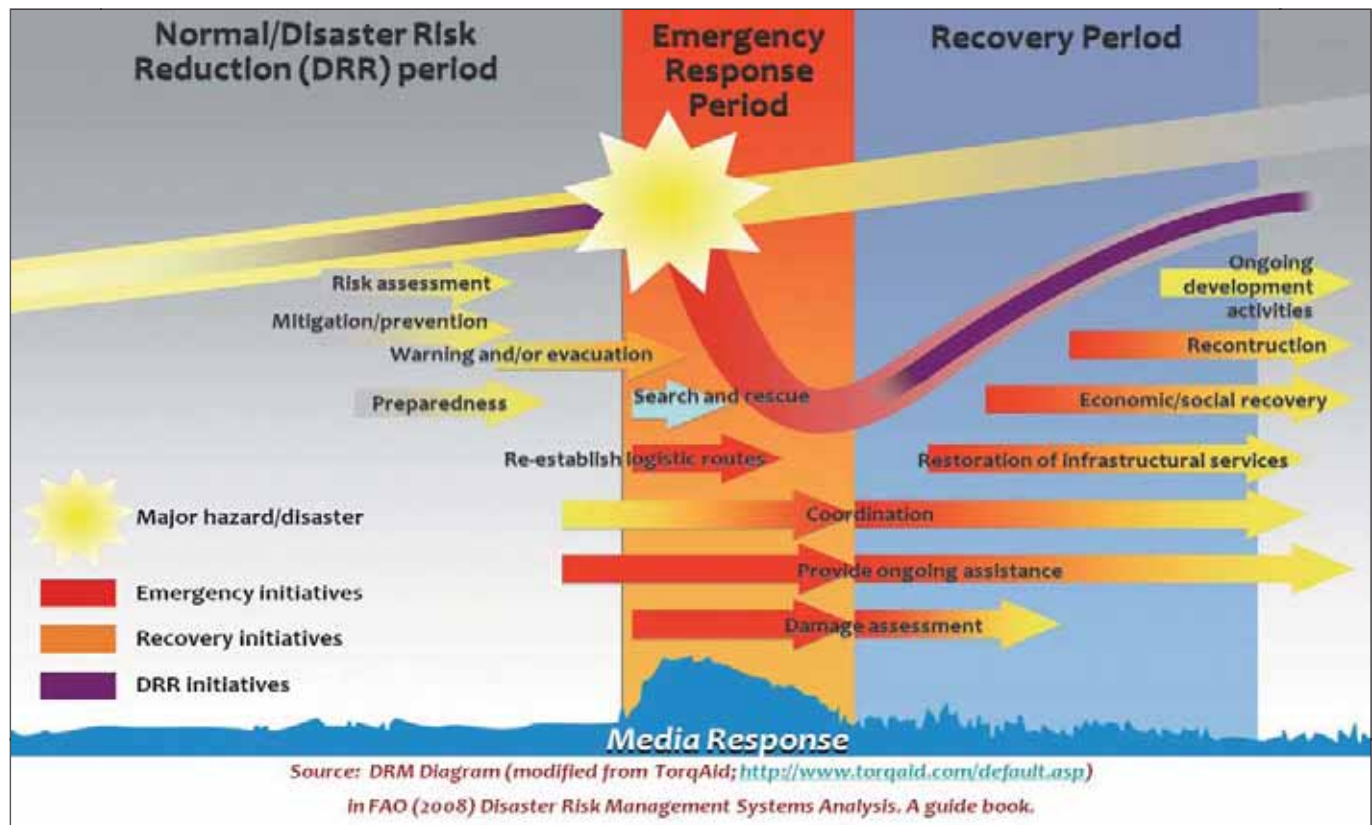 Normal/Disaster Risk
Reduction (DRR) period
Emergency
Response
Period
Recovery Period
Risk assessment
Mitigation/prevention
Warning and/or evacuation
Preparedness
Search and rescue
Re-establish logistic routes
Ongoing
development
activities
Recontruction
Economic/social recovery
Restoration of infrastructural services
Coordination
Provide ongoing assistance
Damage assessment
Major hazard/disaster
Emergency initiatives
Recovery initiatives
DRR initiatives
Media Response
Source: DRM Diagram (modified from TorqAid; http://www.torqaid.com/default.asp)
in FAO (2008) Disaster Risk Management Systems Analysis. A guide book.